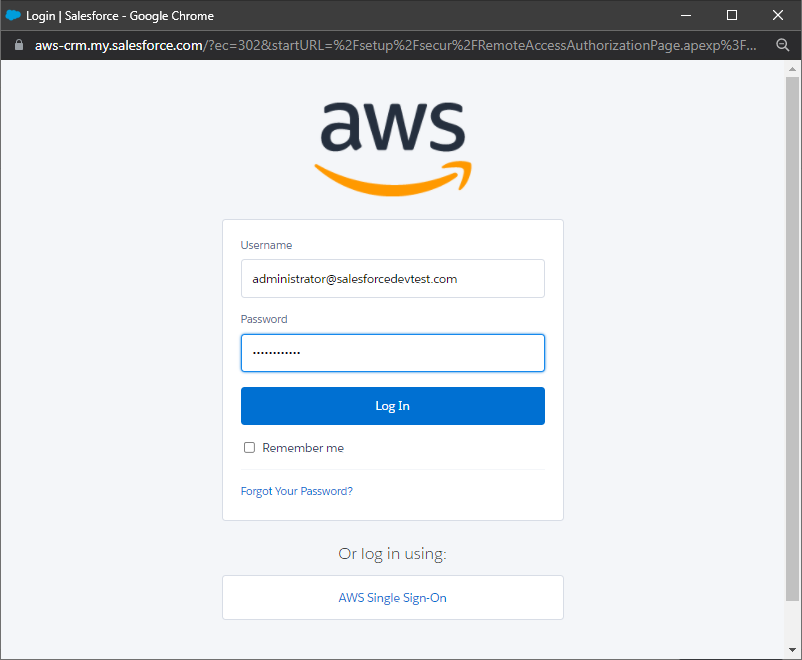 Login | Salesforce - Google Chrome
aws-crm.my.salesforce.com/?ec=302&startURL=%2Fsetup%2Fsecur%2FRemoteAccessAuthorizationPage.apexp%3F...
aws
Username
administrator@salesforcedevtest.com
Password
············
Log In
Remember me
Forgot Your Password?
Or log in using:
AWS Single Sign-On